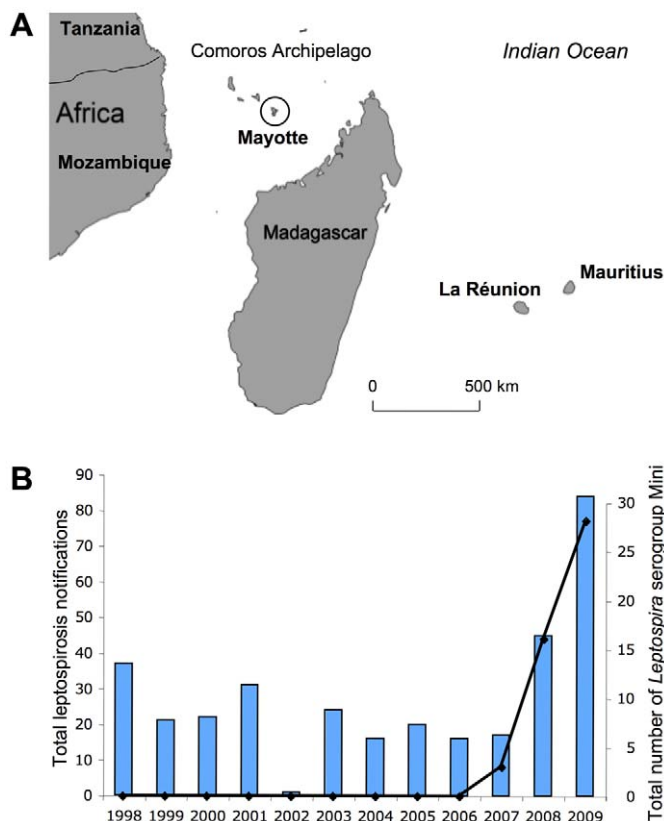 A
Tanzania
Comoros Archipelago
Indian Ocean
Africa
Mayotte
Mozambique
Madagascar
Mauritius
La Réunion
0 500 km
B
Total leptospirosis notifications
90
80
70
60
50
40
30
20
10
0
30
25
20
15
10
5
0
Total number of Leptospira serogroup Mini
1998 1999 2000 2001 2002 2003 2004 2005 2006 2007 2008 2009